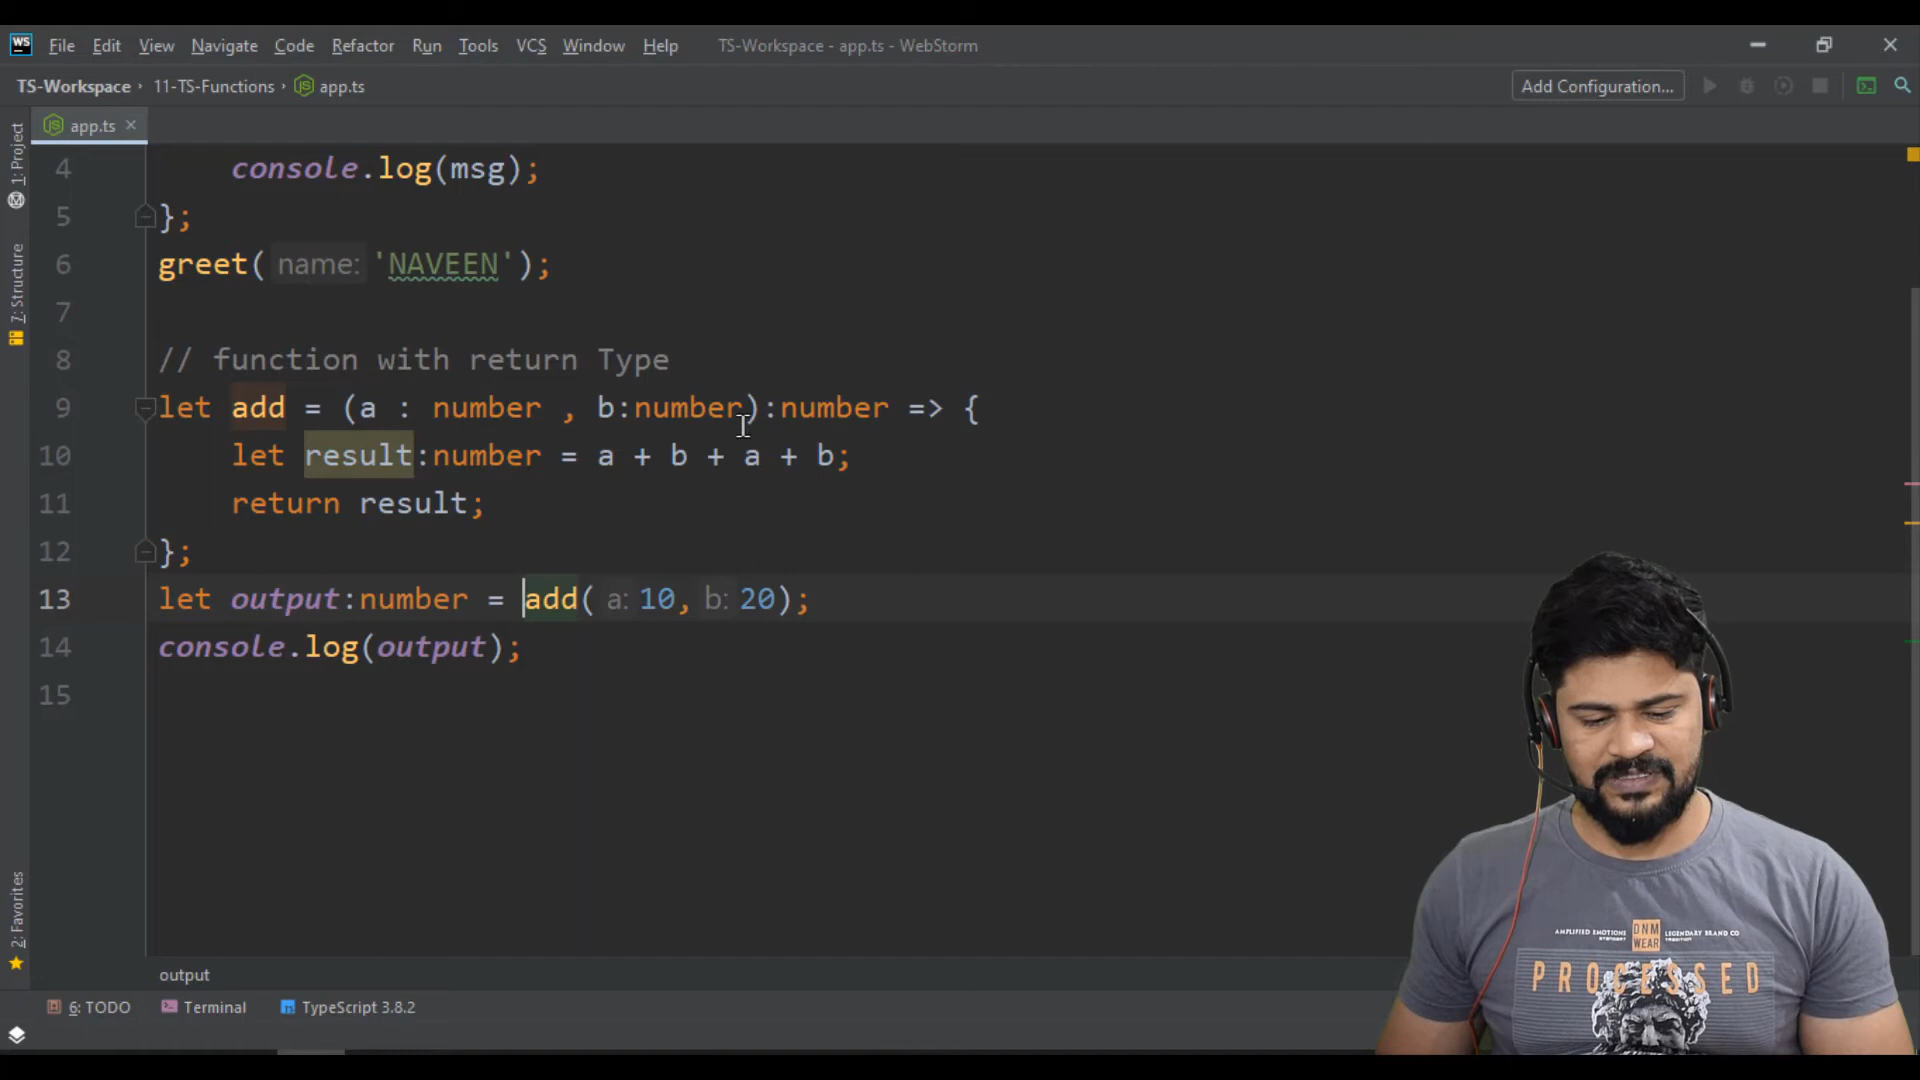 WS File Edit View Navigate Code Refactor Run Tools VCS Window Help TS-Workspace - app.ts - WebStorm
TS-Workspace 11-TS-Functions app.ts Add Configuration...
app.ts
1: Project
7: Structure
2: Favorites
4 console.log(msg);
5 };
6 greet( name: 'NAVEEN');
7
8 // function with return Type
9 let add = (a : number , b:number):number => {
10 let result:number = a + b + a + b;
11 return result;
12 };
13 let output:number = add( a: 10, b: 20);
14 console.log(output);
15
output
6: TODO Terminal TypeScript 3.8.2
AMPLIFIED EMOTIONS DNM WEAR LEGENDARY BRAND CO
PROCESSED